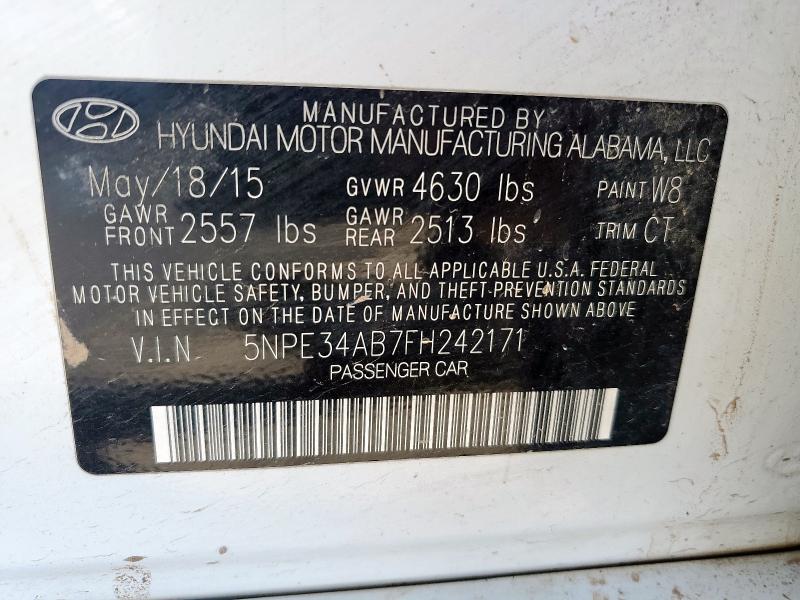 MANUFACTURED BY
HYUNDAI MOTOR MANUFACTURING ALABAMA, LLC
May/18/15 GVWR 4630 lbs PAINT W8
GAWR FRONT 2557 lbs GAWR REAR 2513 lbs TRIM CT
THIS VEHICLE CONFORMS TO ALL APPLICABLE U.S.A. FEDERAL
MOTOR VEHICLE SAFETY, BUMPER, AND THEFT-PREVENTION STANDARDS
IN EFFECT ON THE DATE OF MANUFACTURE SHOWN ABOVE
V.I.N 5NPE34AB7FH242171
PASSENGER CAR